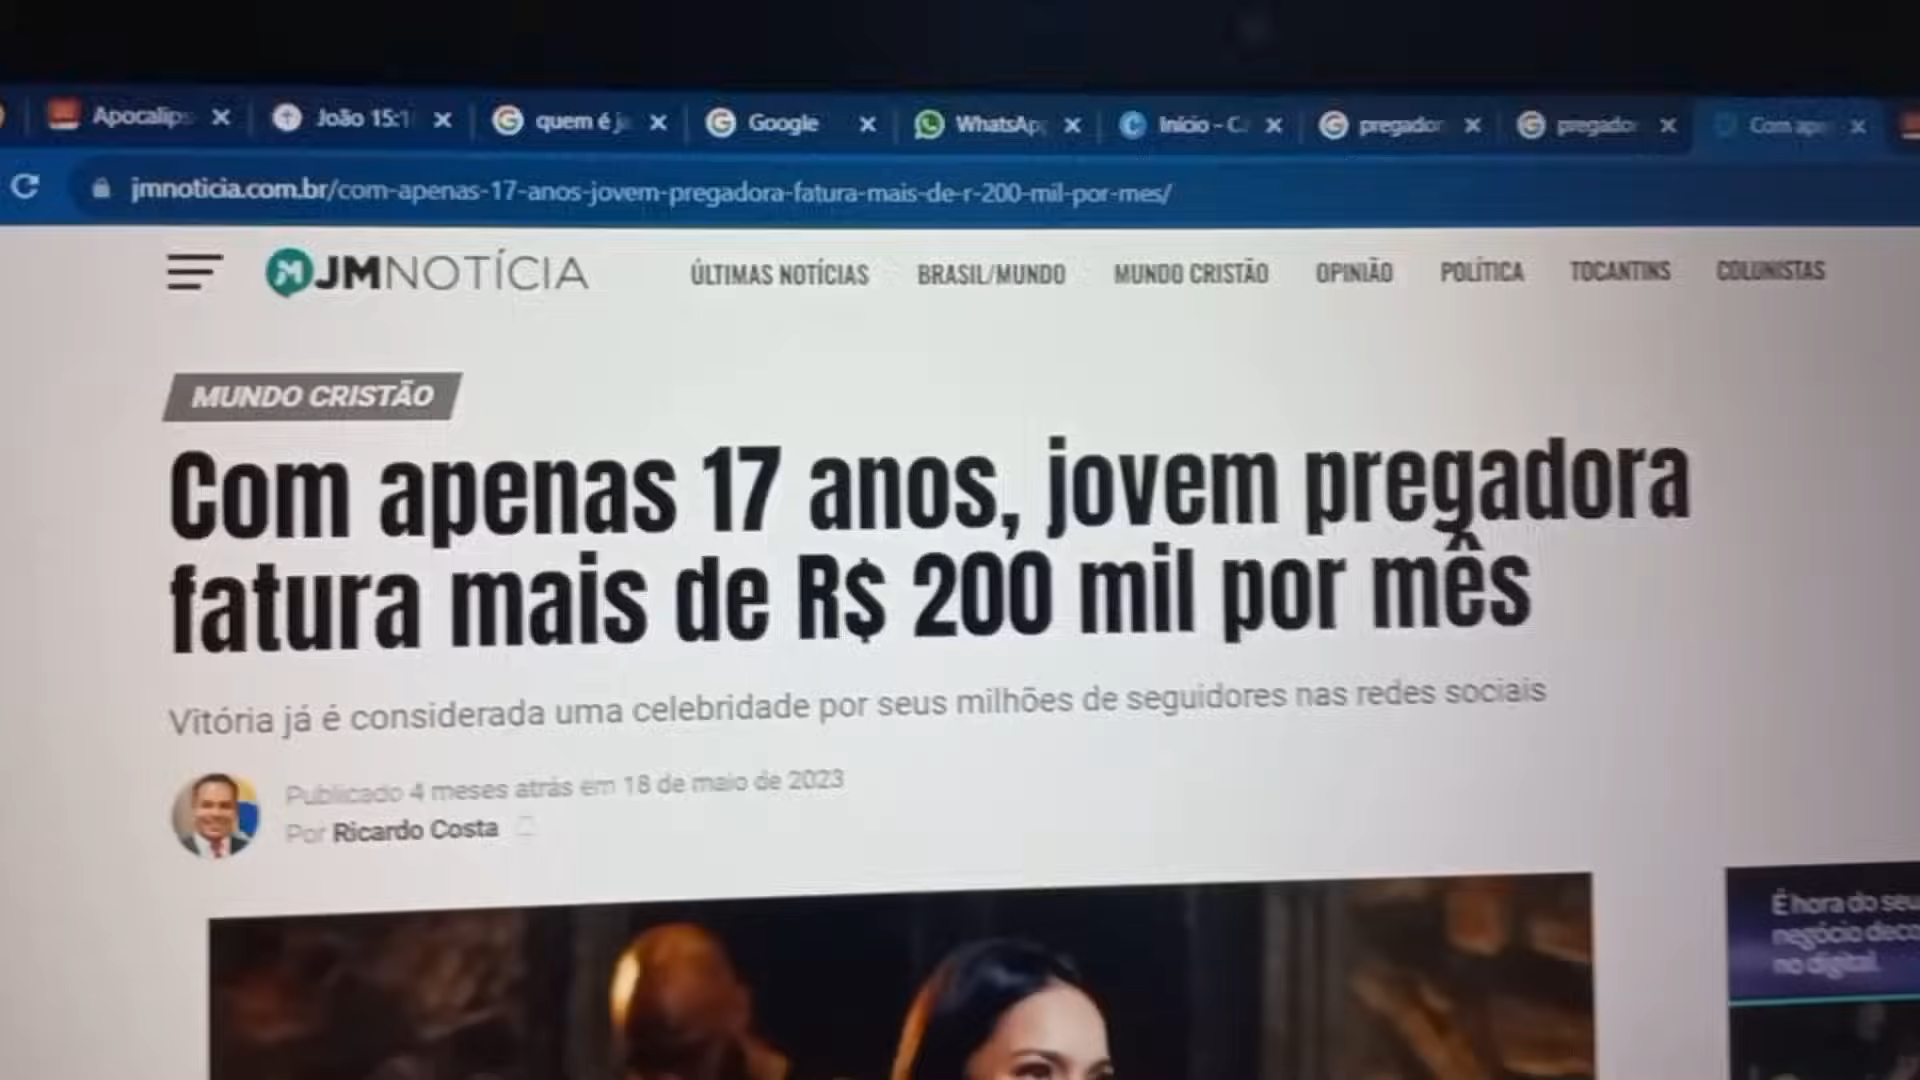 Apocalip
João 15:1
quem é j
Google
WhatsAp
Início - C
pregador
pregador
Com ape
jmnoticia.com.br/com-apenas-17-anos-jovem-pregadora-fatura-mais-de-r-200-mil-por-mes/
JMNOTÍCIA
ÚLTIMAS NOTÍCIAS BRASIL/MUNDO MUNDO CRISTÃO OPINIÃO POLÍTICA TOCANTINS COLUNISTAS
MUNDO CRISTÃO
Com apenas 17 anos, jovem pregadora
fatura mais de R$ 200 mil por mês
Vitória já é considerada uma celebridade por seus milhões de seguidores nas redes sociais
Publicado 4 meses atrás em 18 de maio de 2023
Por Ricardo Costa
É hora do seu
negócio deco
no digital.